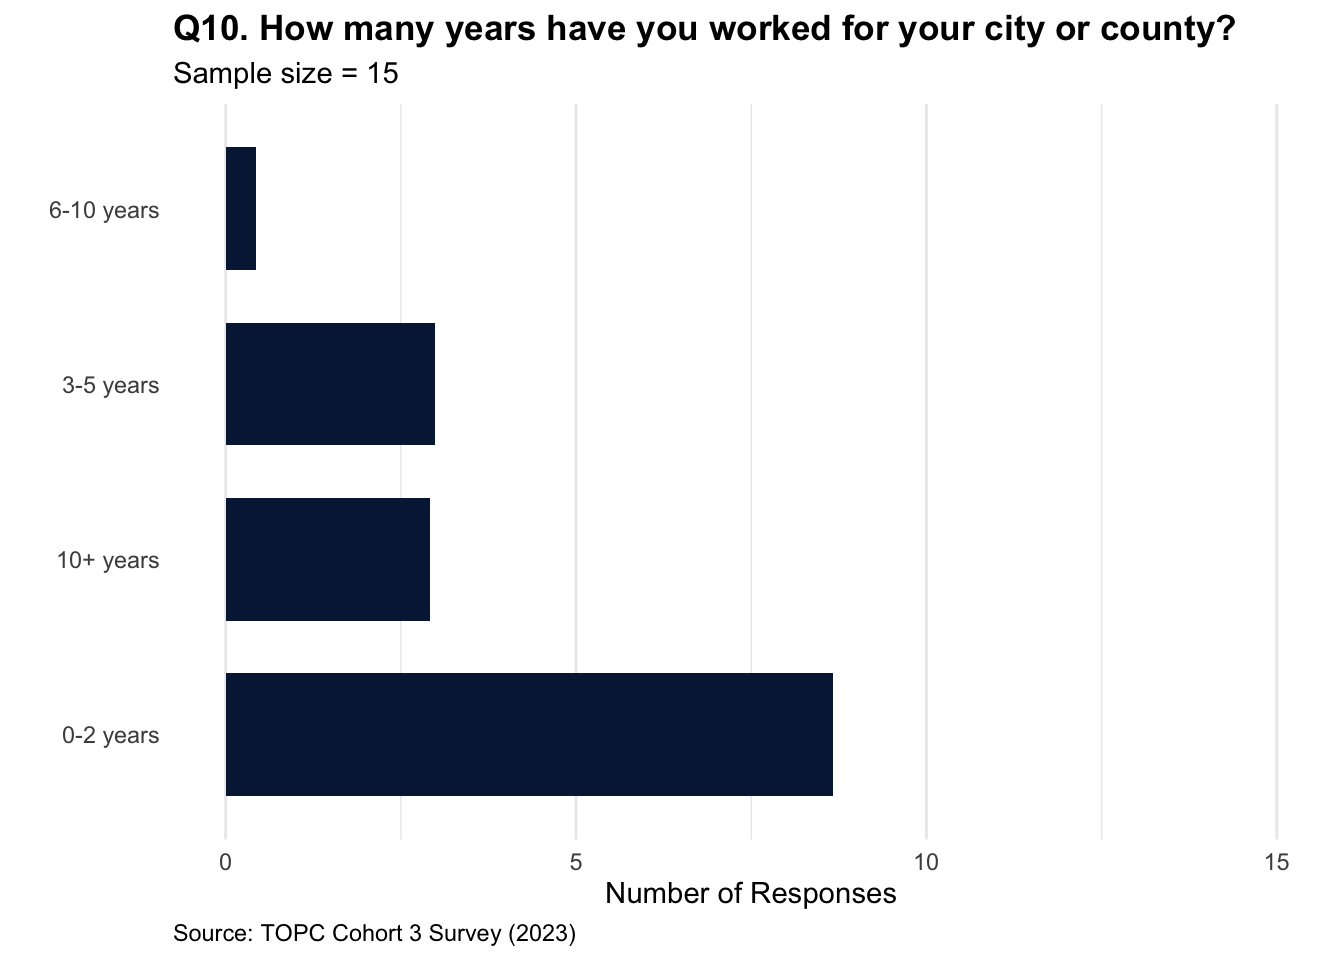 Q10. How many years have you worked for your city or county?
Sample size = 15
6-10 years
3-5 years
10+ years
0-2 years
0 5 10 15
Number of Responses
Source: TOPC Cohort 3 Survey (2023)